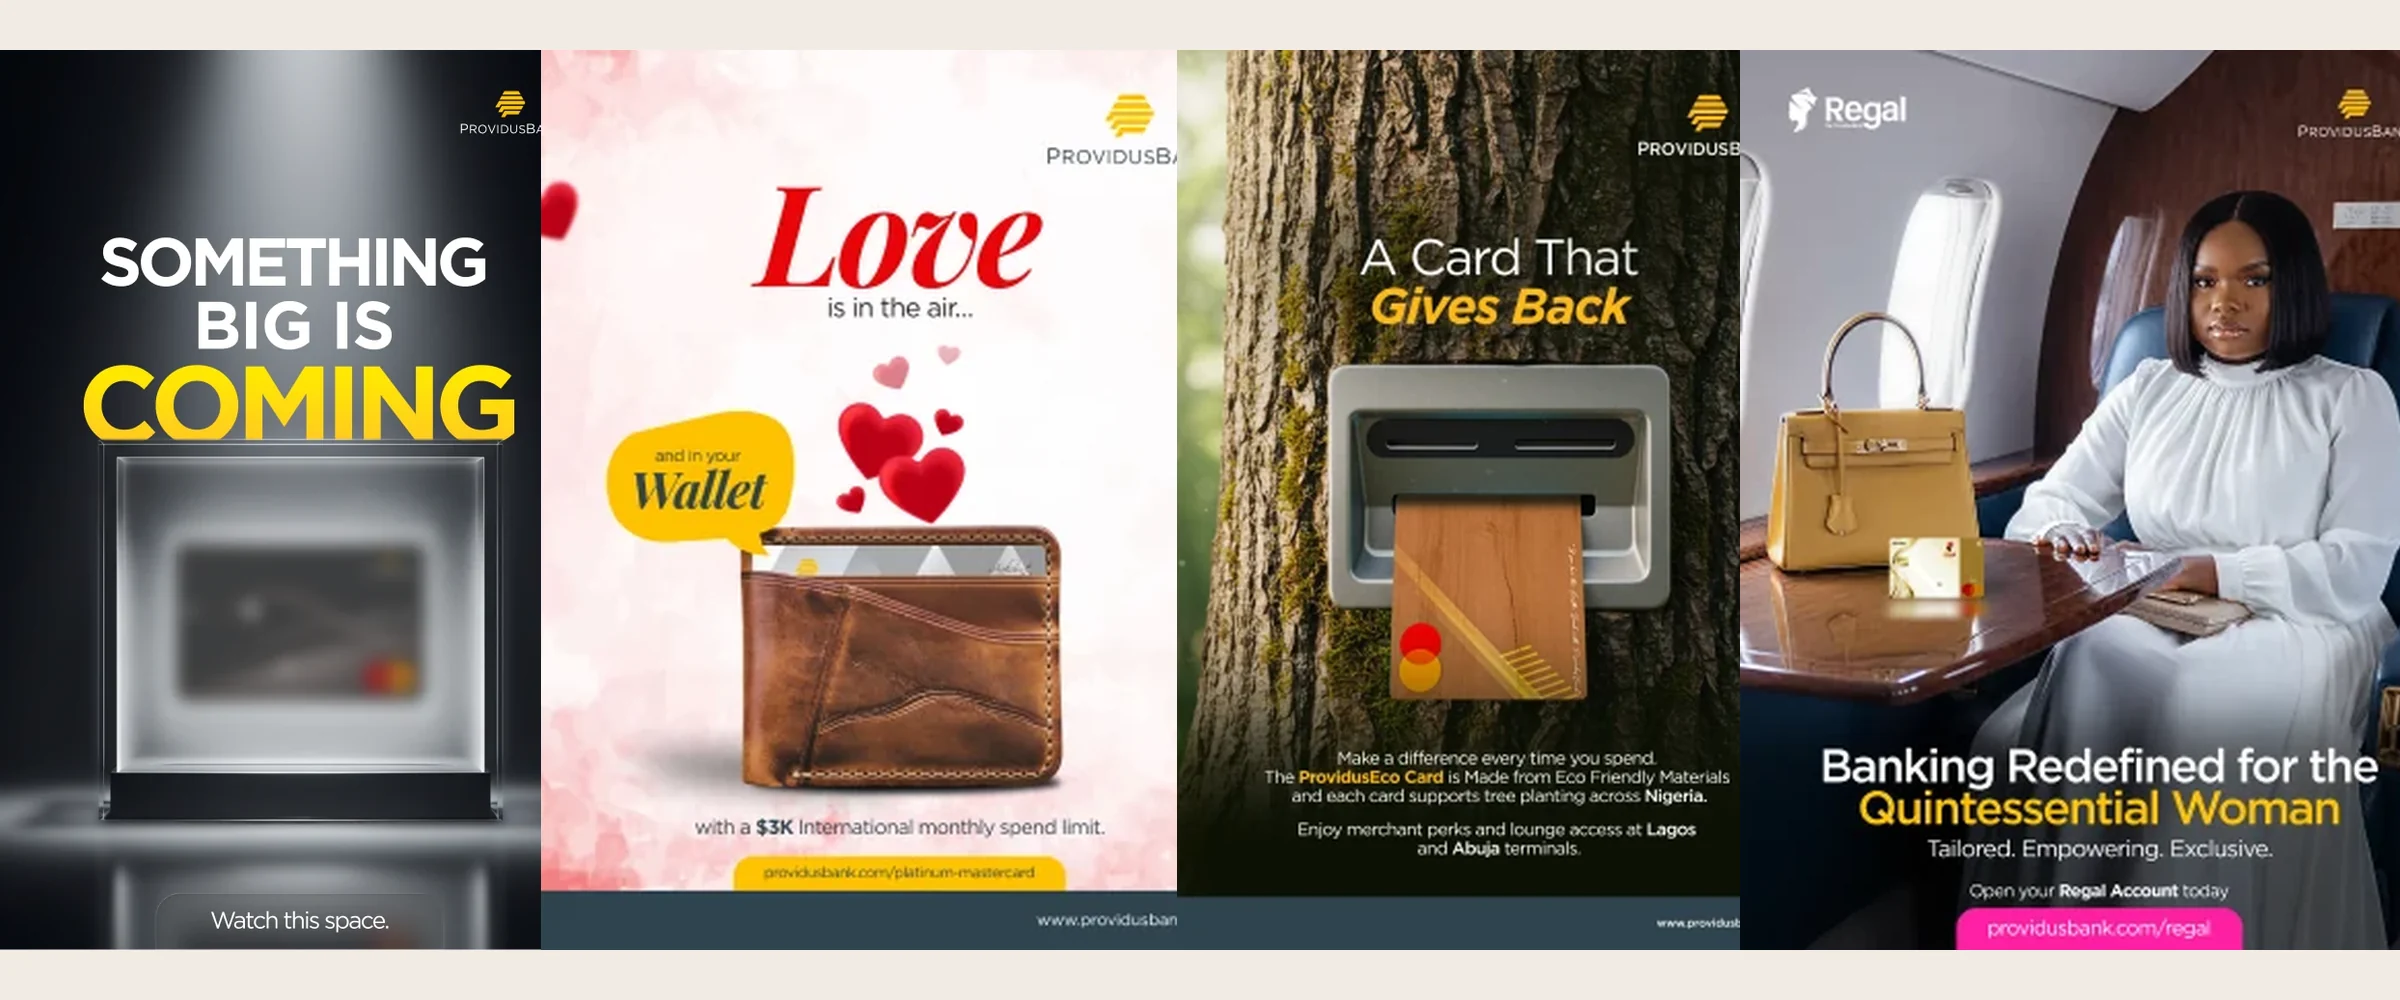 PROVIDUSBA
SOMETHING
BIG IS
COMING
Watch this space.
PROVIDUSBA
Love
is in the air...
and in your
Wallet
with a $3K International monthly spend limit.
providusbank.com/platinum-mastercard
www.providusban
PROVIDUSB
A Card That
Gives Back
Make a difference every time you spend.
The ProvidusEco Card is Made from Eco Friendly Materials
and each card supports tree planting across Nigeria.
Enjoy merchant perks and lounge access at Lagos
and Abuja terminals.
www.providusb
Regal
PROVIDUSBAN
Banking Redefined for the
Quintessential Woman
Tailored. Empowering. Exclusive.
Open your Regal Account today
providusbank.com/regal